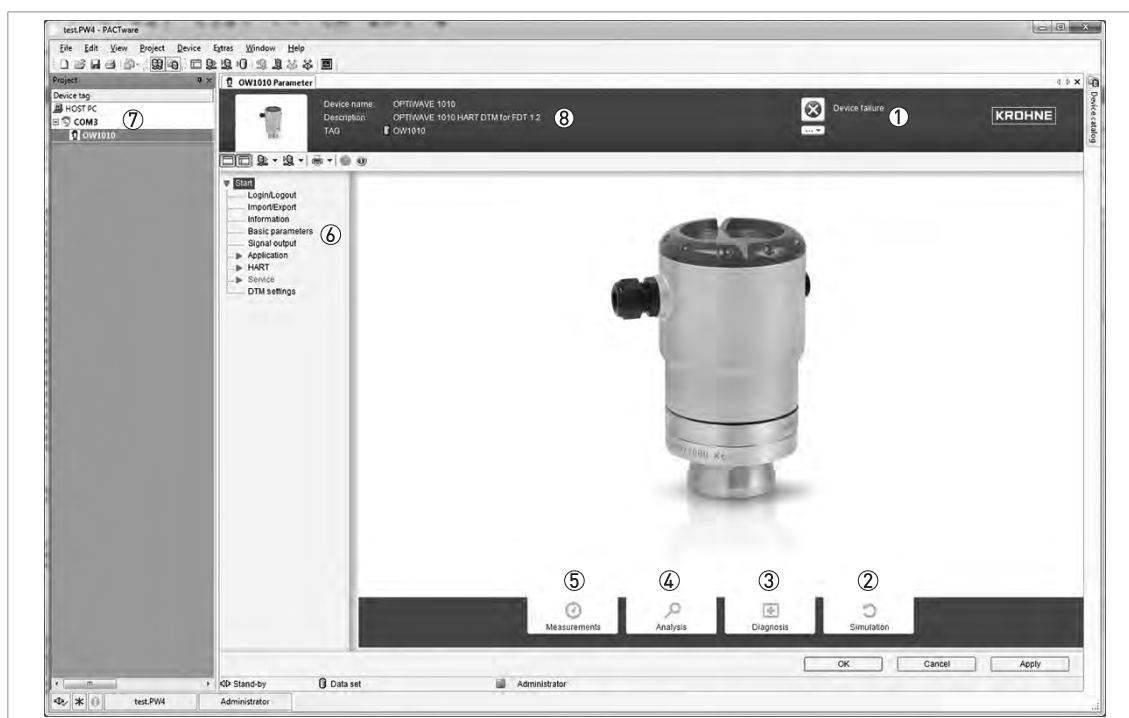 test.PW4 - PACTware
File Edit View Project Device Extras Window Help
Project
OW1010 Parameter
Device catalog
Device tag
HOST PC
COM3
⑦
OW1010
Device name: OPTIWAVE 1010
Description: OPTIWAVE 1010 HART DTM for FDT 1.2
TAG OW1010
⑧
Device failure
①
KROHNE
Start
Login/Logout
Import/Export
Information
Basic parameters
⑥
Signal output
Application
HART
Service
DTM settings
⑤ ④ ③ ②
Measurements Analysis Diagnosis Simulation
OK Cancel Apply
Stand-by Data set Administrator
test.PW4 Administrator